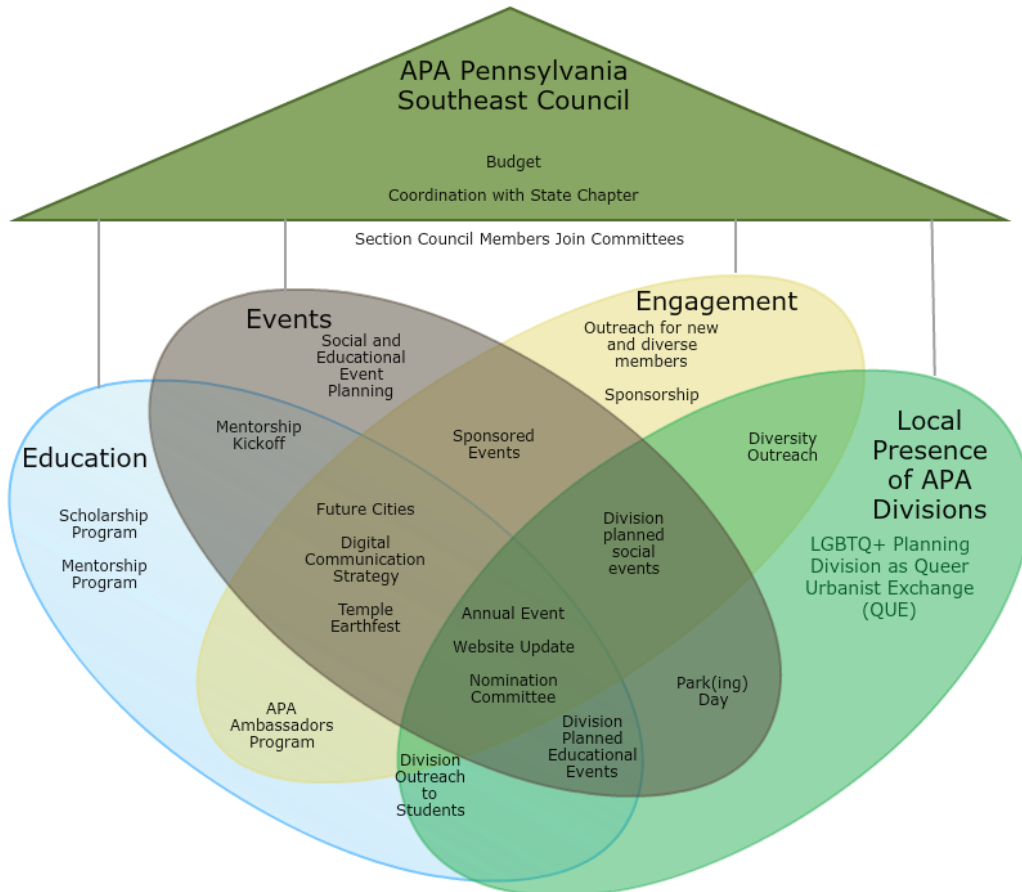 APA Pennsylvania
Southeast Council
Budget
Coordination with State Chapter
Section Council Members Join Committees
Events
Social and
Educational
Event
Planning
Mentorship
Kickoff
Engagement
Outreach for new
and diverse
members
Sponsorship
Education
Scholarship
Program
Mentorship
Program
Sponsored
Events
Diversity
Outreach
Local
Presence
of APA
Divisions
LGBTQ+ Planning
Division as Queer
Urbanist Exchange
(QUE)
Future Cities
Digital
Communication
Strategy
Temple
Earthfest
Division
planned
social
events
Annual Event
Website Update
Nomination
Committee
Park(ing)
Day
APA
Ambassadors
Program
Division
Outreach
to
Students
Division
Planned
Educational
Events